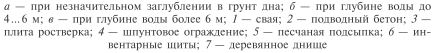 а — при незначительном заглублении в грунт дна; б — при глубине воды до
4...6 м; в — при глубине воды более 6 м; 1 — свая; 2 — подводный бетон; 3 —
плита ростверка; 4 — шпунтовое ограждение; 5 — песчаная подсыпка; 6 — ин-
вентарные щиты; 7 — деревянное днище